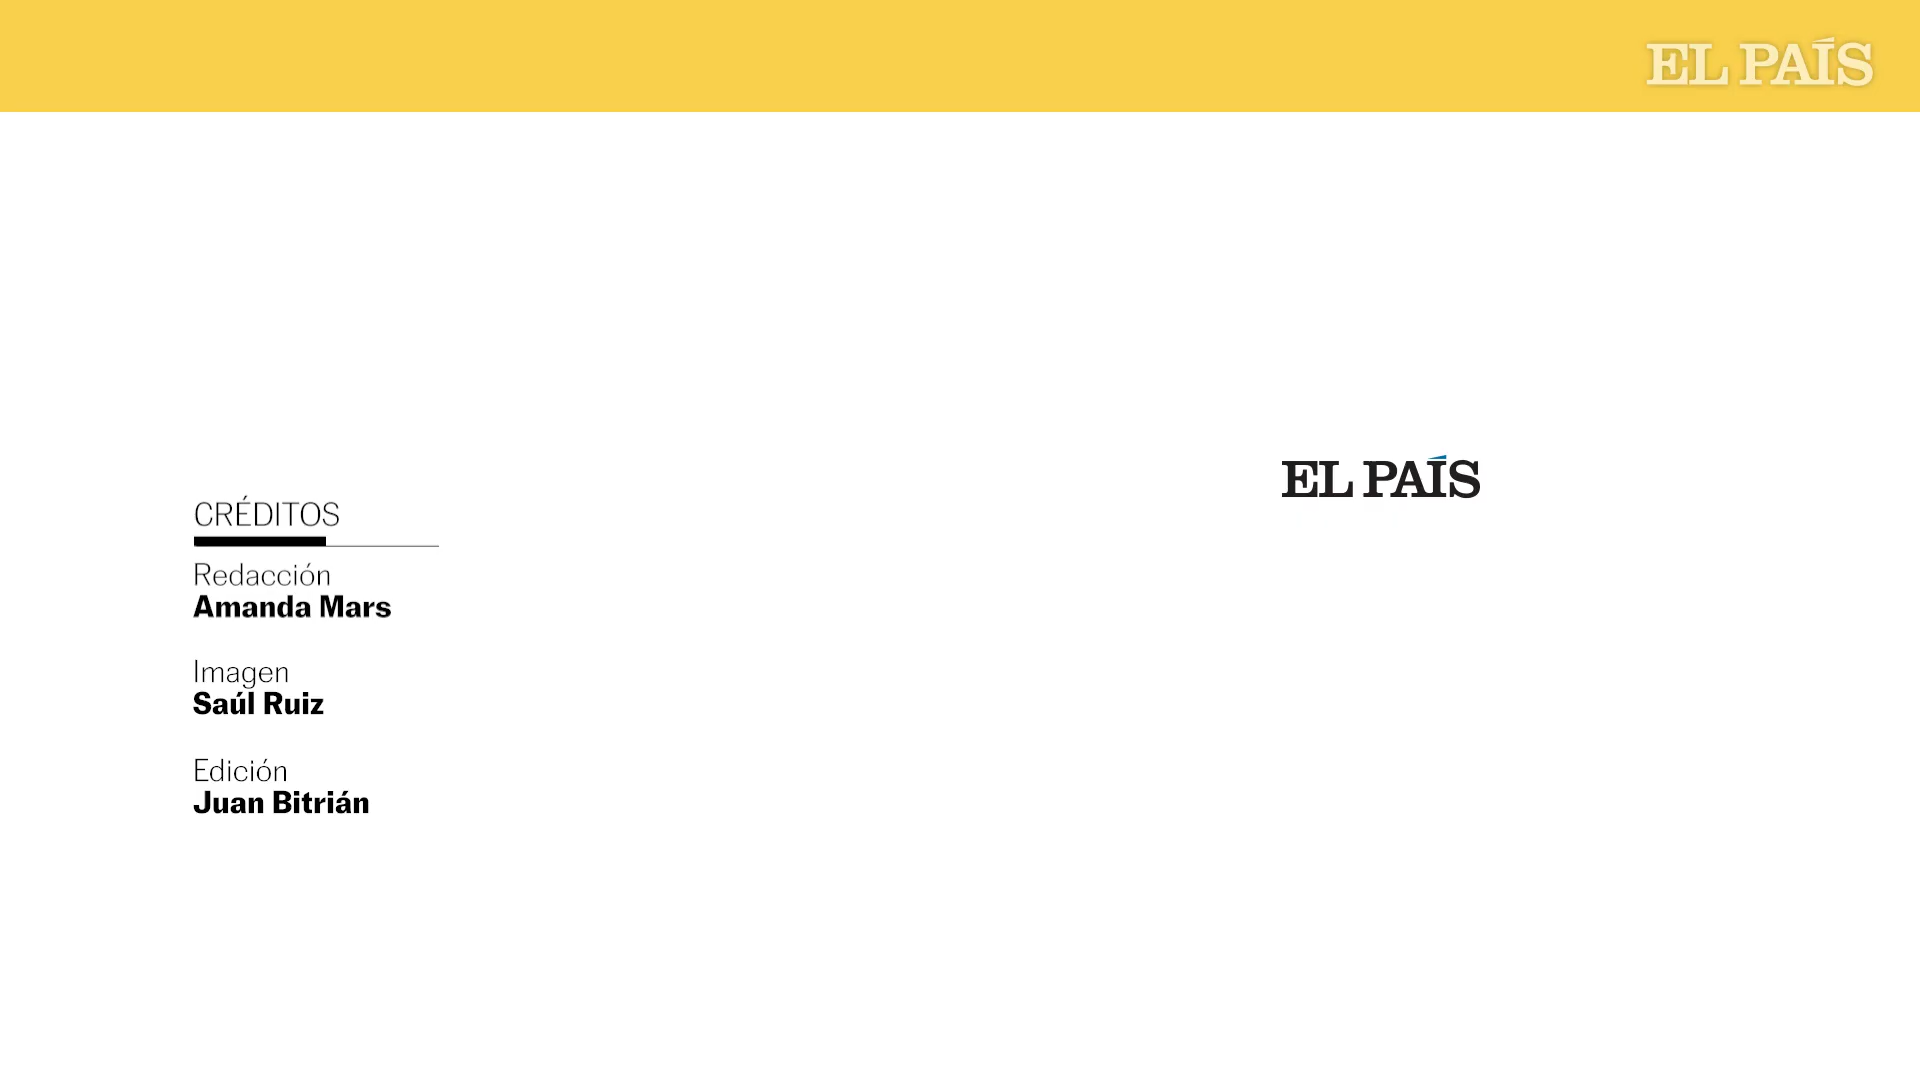 EL PAÍS
EL PAÍS
CRÉDITOS
Redacción
Amanda Mars
Imagen
Saúl Ruiz
Edición
Juan Bitrián